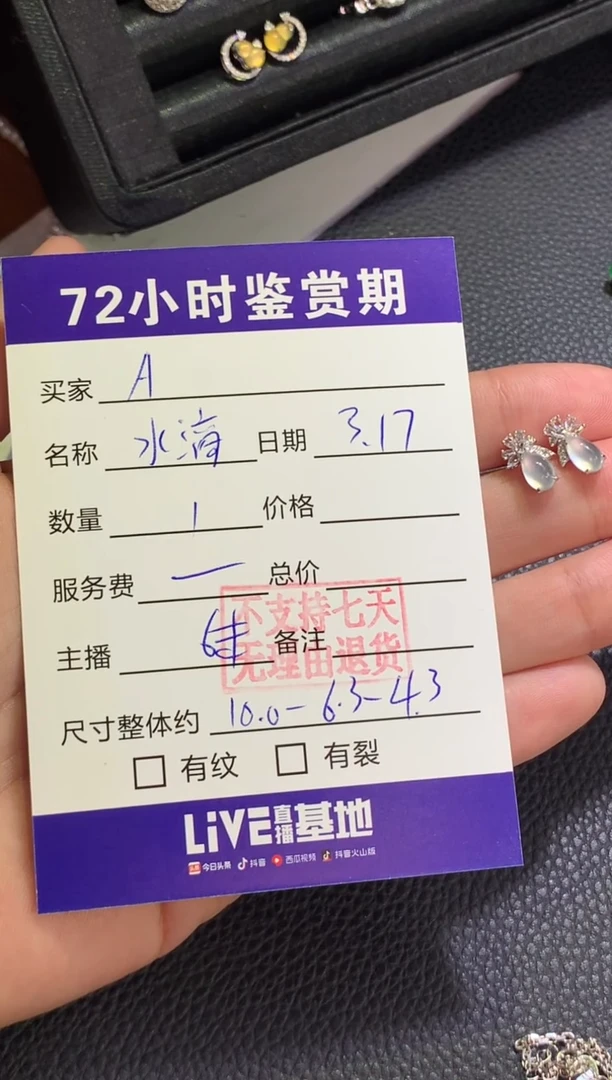 72小时鉴赏期
买家 A
名称 水滴 日期 3.17
数量 1 价格
服务费 一 总价
不支持七天
无理由退货
主播 6# 备注
尺寸整体约 10.0-6.3-4.3
□ 有纹 □ 有裂
LiVE直播基地
今日头条 抖音 西瓜视频 抖音火山版